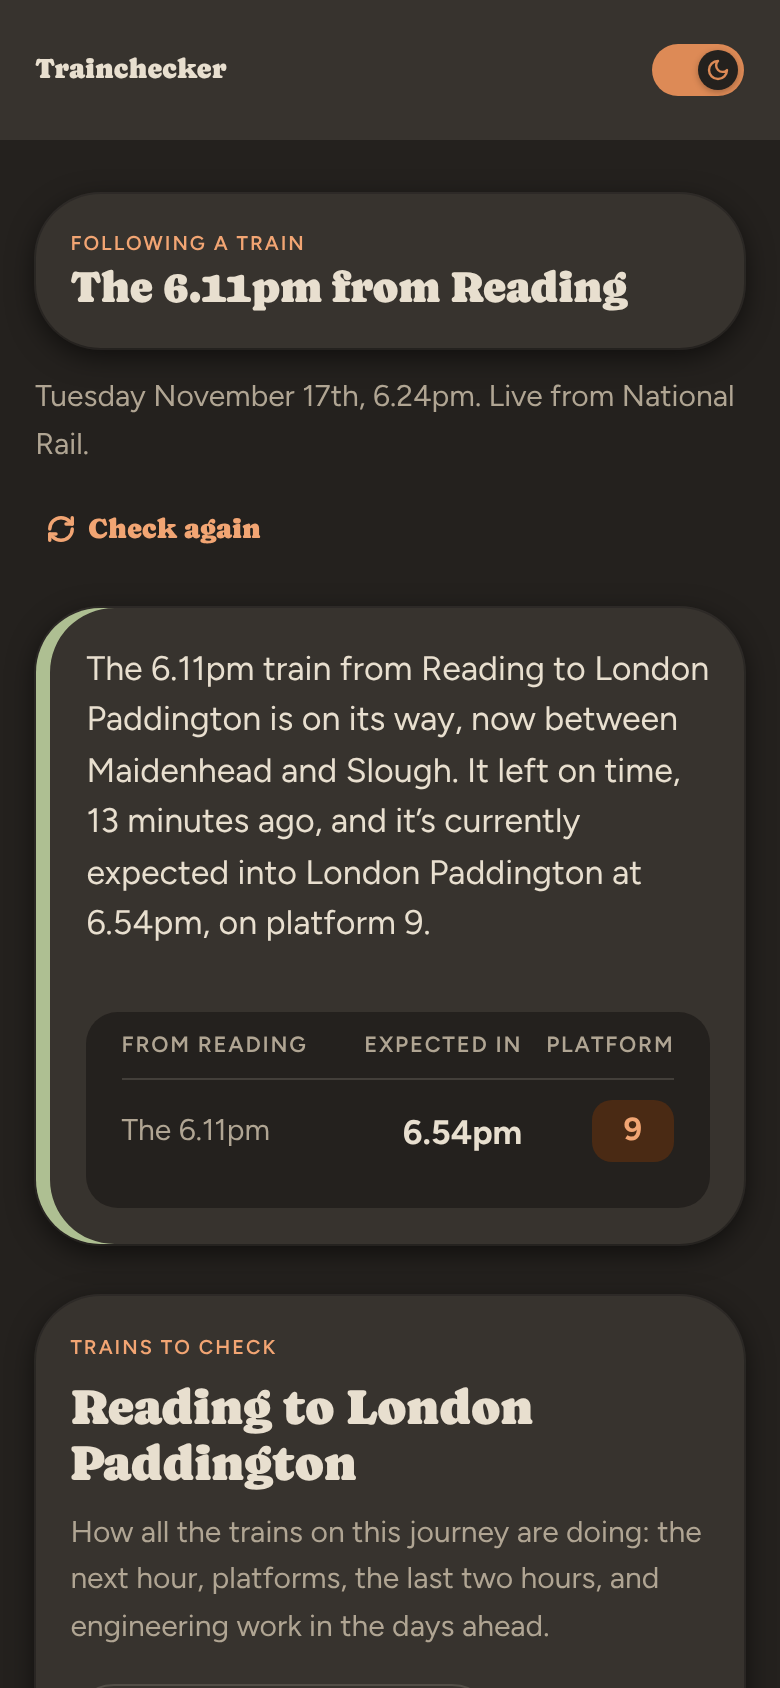 Trainchecker
FOLLOWING A TRAIN
The 6.11pm from Reading
Tuesday November 17th, 6.24pm. Live from National
Rail.
Check again
The 6.11pm train from Reading to London
Paddington is on its way, now between
Maidenhead and Slough. It left on time,
13 minutes ago, and it’s currently
expected into London Paddington at
6.54pm, on platform 9.
FROM READING EXPECTED IN PLATFORM
The 6.11pm 6.54pm 9
TRAINS TO CHECK
Reading to London
Paddington
How all the trains on this journey are doing: the
next hour, platforms, the last two hours, and
engineering work in the days ahead.